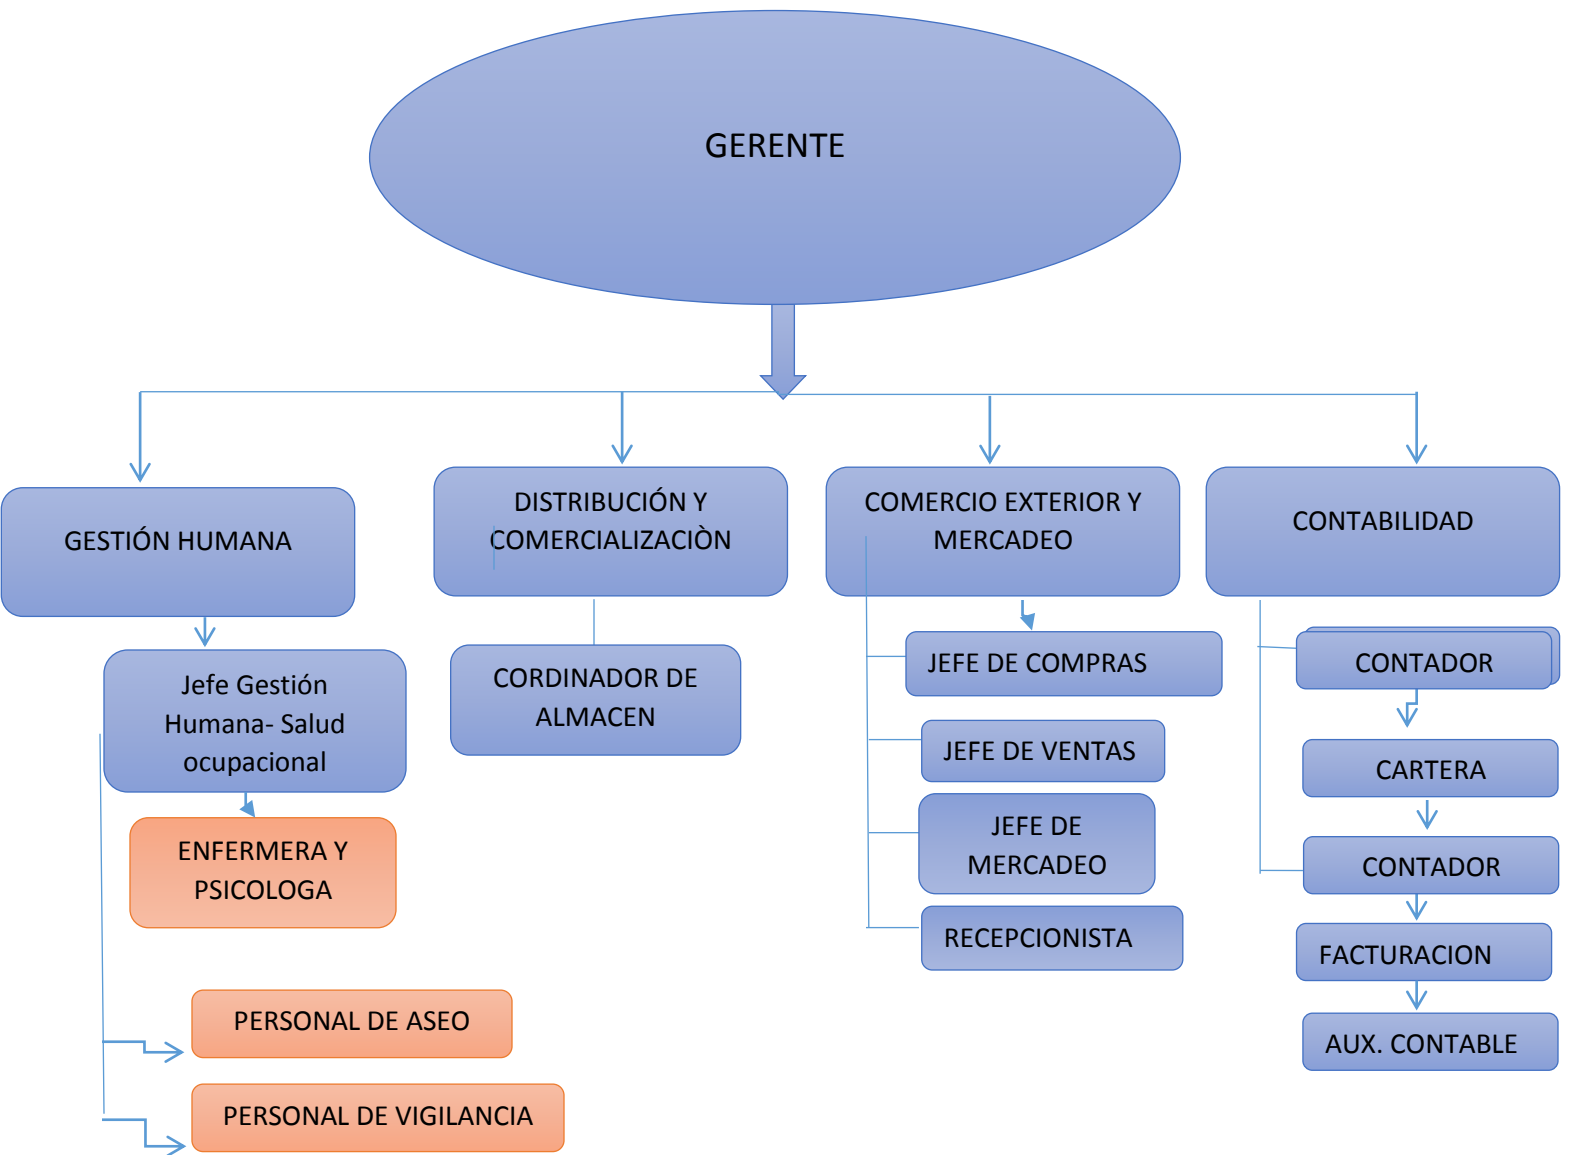 GERENTE
GESTIÓN HUMANA
DISTRIBUCIÓN Y
COMERCIALIZACIÒN
COMERCIO EXTERIOR Y
MERCADEO
CONTABILIDAD
Jefe Gestión
Humana- Salud
ocupacional
ENFERMERA Y
PSICOLOGA
PERSONAL DE ASEO
PERSONAL DE VIGILANCIA
CORDINADOR DE
ALMACEN
JEFE DE COMPRAS
JEFE DE VENTAS
JEFE DE
MERCADEO
RECEPCIONISTA
CONTADOR
CARTERA
CONTADOR
FACTURACION
AUX. CONTABLE